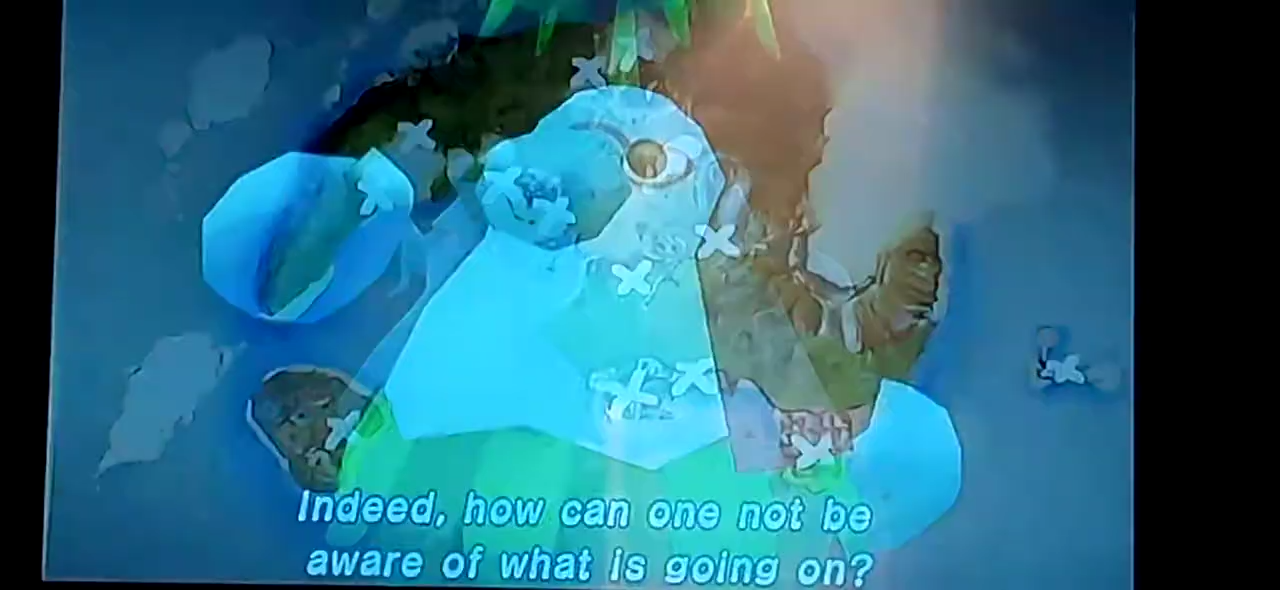 Indeed, how can one not be
aware of what is going on?